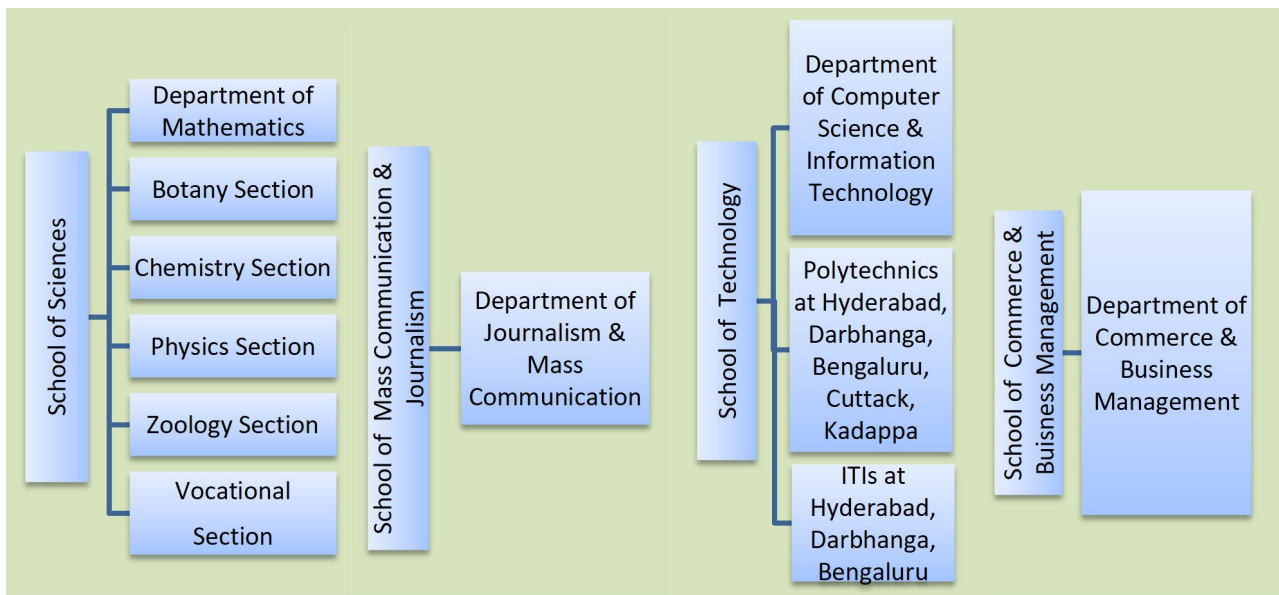 School of Sciences
Department of
Mathematics
Botany Section
Chemistry Section
Physics Section
Zoology Section
Vocational
Section
School of  Mass Communication &
Journalism
Department of
Journalism &
Mass
Communication
School of  Technology
Department
of Computer
Science &
Information
Technology
Polytechnics
at Hyderabad,
Darbhanga,
Bengaluru,
Cuttack,
Kadappa
ITIs at
Hyderabad,
Darbhanga,
Bengaluru
School of  Commerce &
Buisness Management
Department of
Commerce &
Business
Management